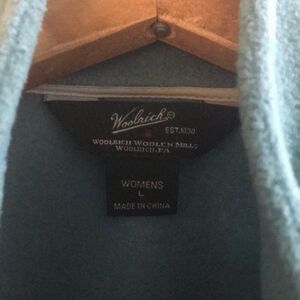 Woolrich®
EST.1830
WOOLRICH WOOLEN MILLS
WOOLRICH, PA
WOMENS
L
MADE IN CHINA